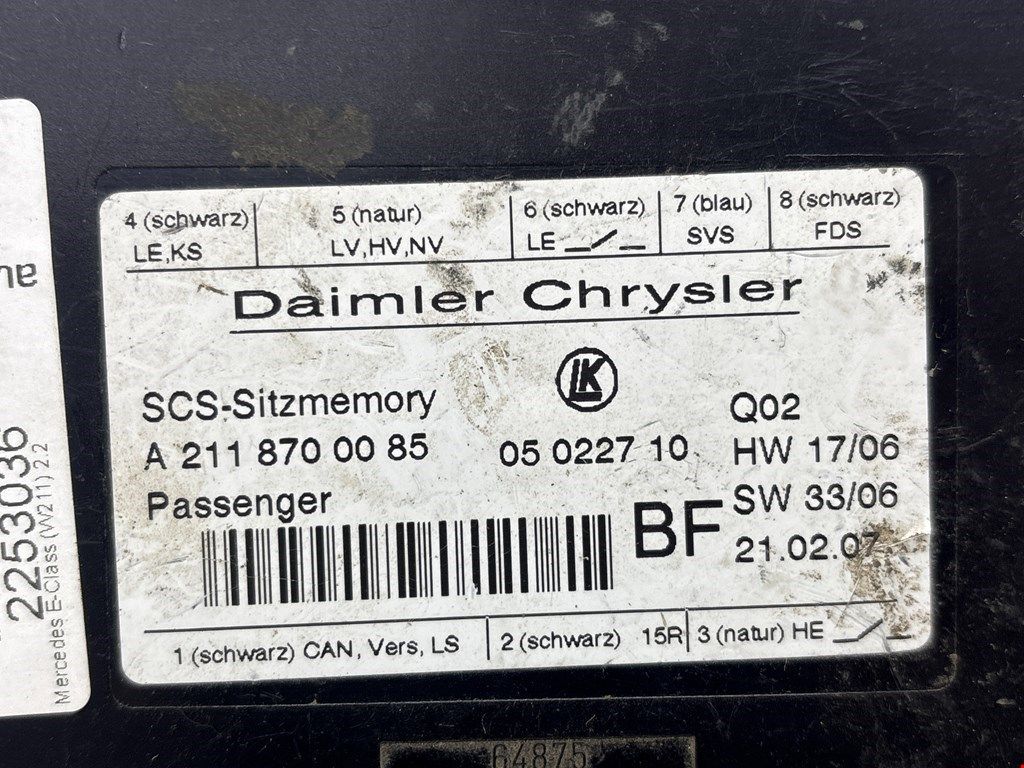 4 (schwarz)
LE,KS
5 (natur)
LV,HV,NV
6 (schwarz)
LE
7 (blau)
SVS
8 (schwarz)
FDS
Daimler Chrysler
LK
SCS-Sitzmemory
A 211 870 00 85
Passenger
05 0227 10
Q02
HW 17/06
SW 33/06
21.02.07
BF
1 (schwarz) CAN, Vers, LS
2 (schwarz) 15R
3 (natur) HE
2253036
Mercedes E-Class (W211) 2.2
64875